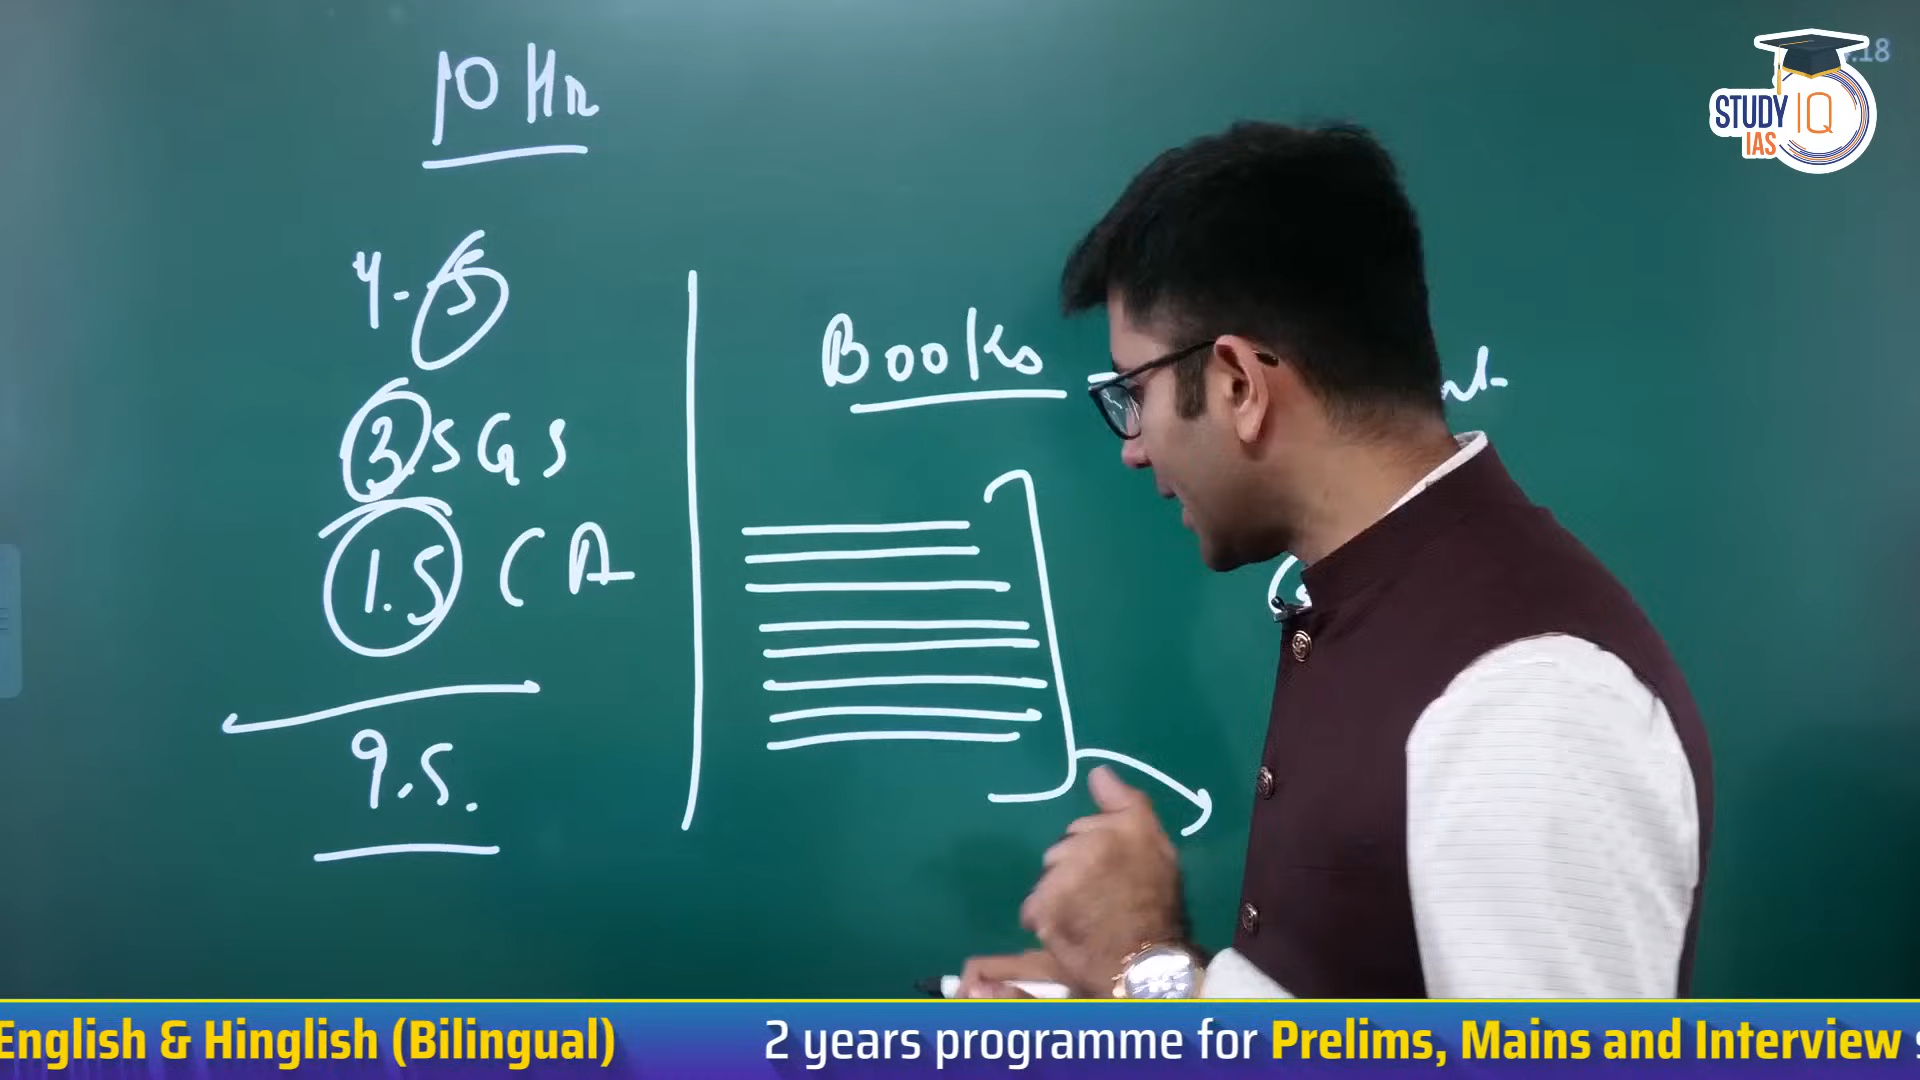 10 Hr
4-5
3 SGS
1.5 CA
9.5.
Books
.18
STUDY IQ
IAS
English & Hinglish (Bilingual) 2 years programme for Prelims, Mains and Interview